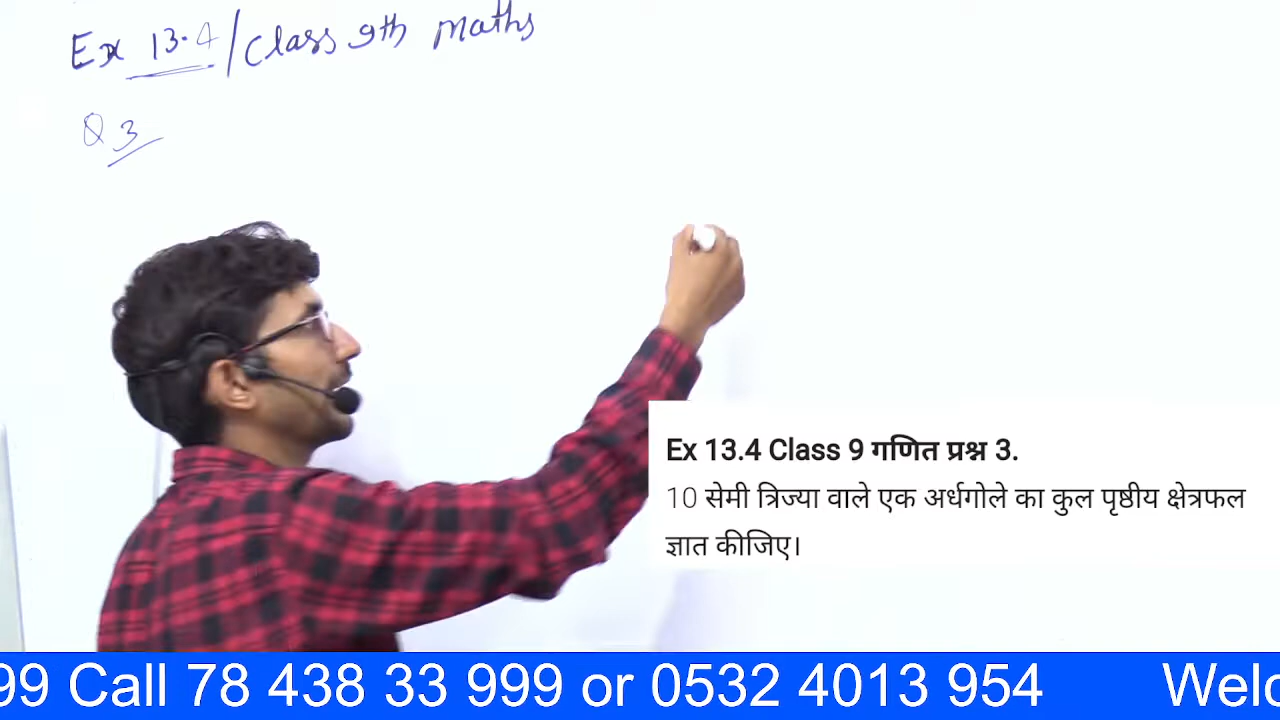 Ex 13.4 / Class 9th maths
Q 3
Ex 13.4 Class 9 गणित प्रश्न 3.
10 सेमी त्रिज्या वाले एक अर्धगोले का कुल पृष्ठीय क्षेत्रफल
ज्ञात कीजिए।
99 Call 78 438 33 999 or 0532 4013 954 Welc